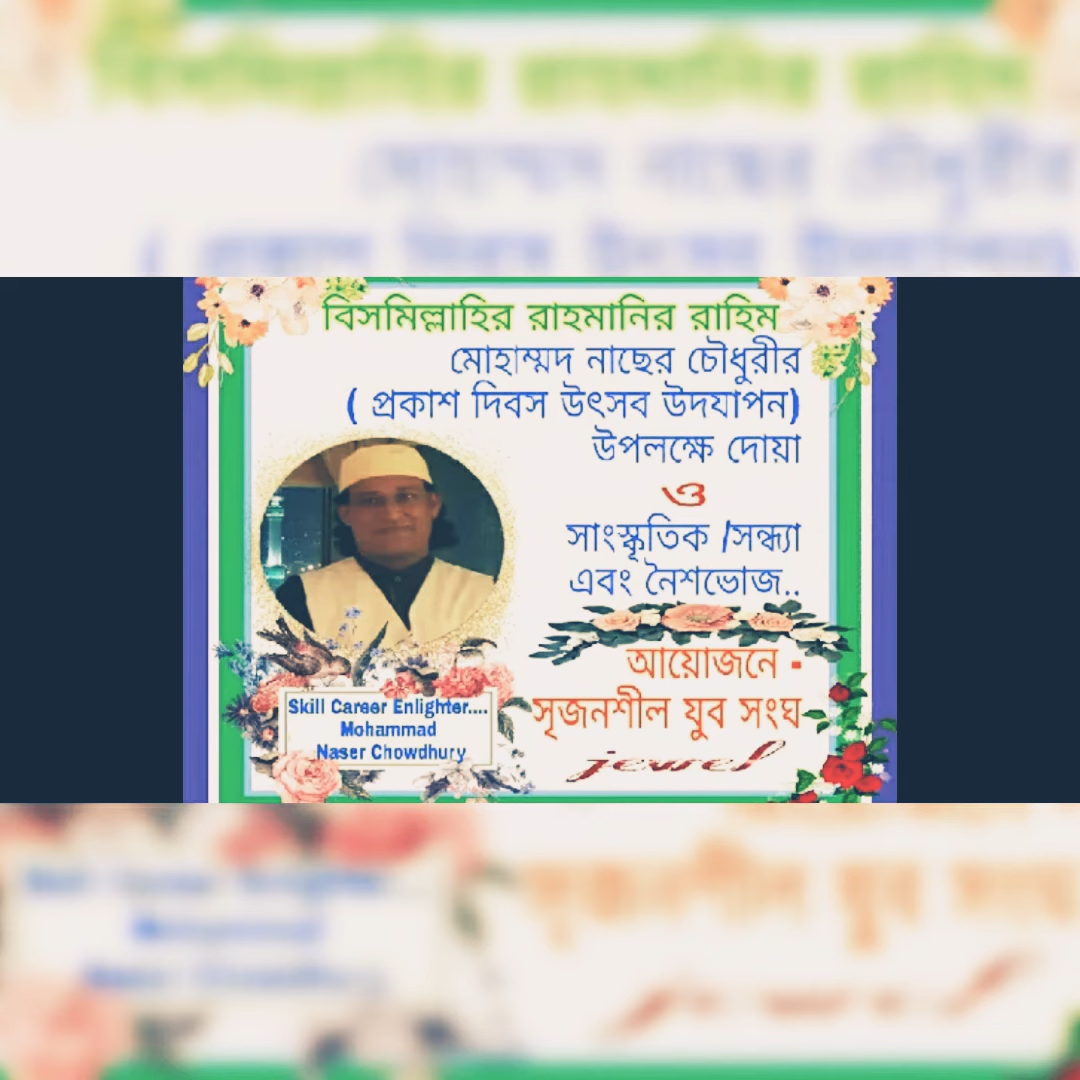 বিসমিল্লাহির রাহমানির রাহিম
মোহাম্মদ নাছের চৌধুরীর
( প্রকাশ দিবস উৎসব উদযাপন)
উপলক্ষে দোয়া
ও
সাংস্কৃতিক /সন্ধ্যা
এবং নৈশভোজ..
আয়োজনে -
সৃজনশীল যুব সংঘ
jewel
Skill Career Enlighter....
Mohammad
Naser Chowdhury